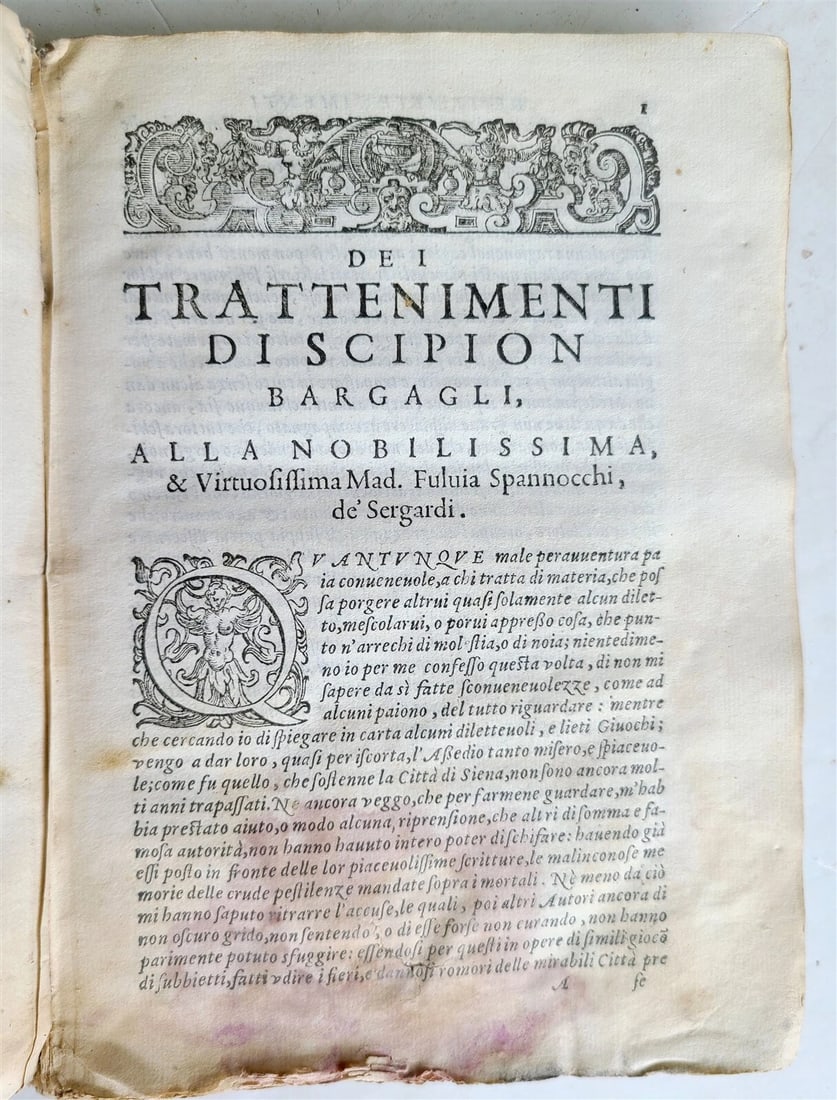 1
DEI
TRATTENIMENTI
DI SCIPION
BARGAGLI,
ALLA NOBILISSIMA,
& Virtuosissima Mad. Fuluia Spannocchi,
de' Sergardi.
QVANTVNQVE male perauuentura pa
ia conueneuole, a chi tratta di materia, che pos
sa porgere altrui quasi solamente alcun dilet-
to, mescolarui, o porui appresso cosa, che pun-
to n'arrechi di molestia, o di noia; nientedime-
no io per me confesso questa volta, di non mi
sapere da sì fatte sconueneuolezze, come ad
alcuni paiono, del tutto riguardare: mentre
che cercando io di spiegare in carta alcuni diletteuoli, e lieti Giuochi;
vengo a dar loro, quasi per iscorta, l'Assedio tanto misero, e spiaceuo-
le; come fu quello, che sostenne la Città di Siena, non sono ancora mol-
ti anni trapassati. Ne ancora veggo, che per farmene guardare, m'hab
bia prestato aiuto, o modo alcuna, riprensione, che altri di somma e fa-
mosa autorità, non hanno hauuto intero poter di schifare: hauendo già
essi posto in fronte delle lor piaceuolissime scritture, le malinconose me
morie delle crude pestilenze mandate sopra i mortali. Nè meno da ciò
mi hanno saputo ritrarre l'accuse, le quali, poi altri Autori ancora di
non oscuro grido, non sentendo, o di esse forse non curando, non hanno
parimente potuto sfuggire: essendosi per questi in opere di simili giocō
di subbietti, fatti vdire i fieri, e dannosi romori delle mirabili Città pre
A
se